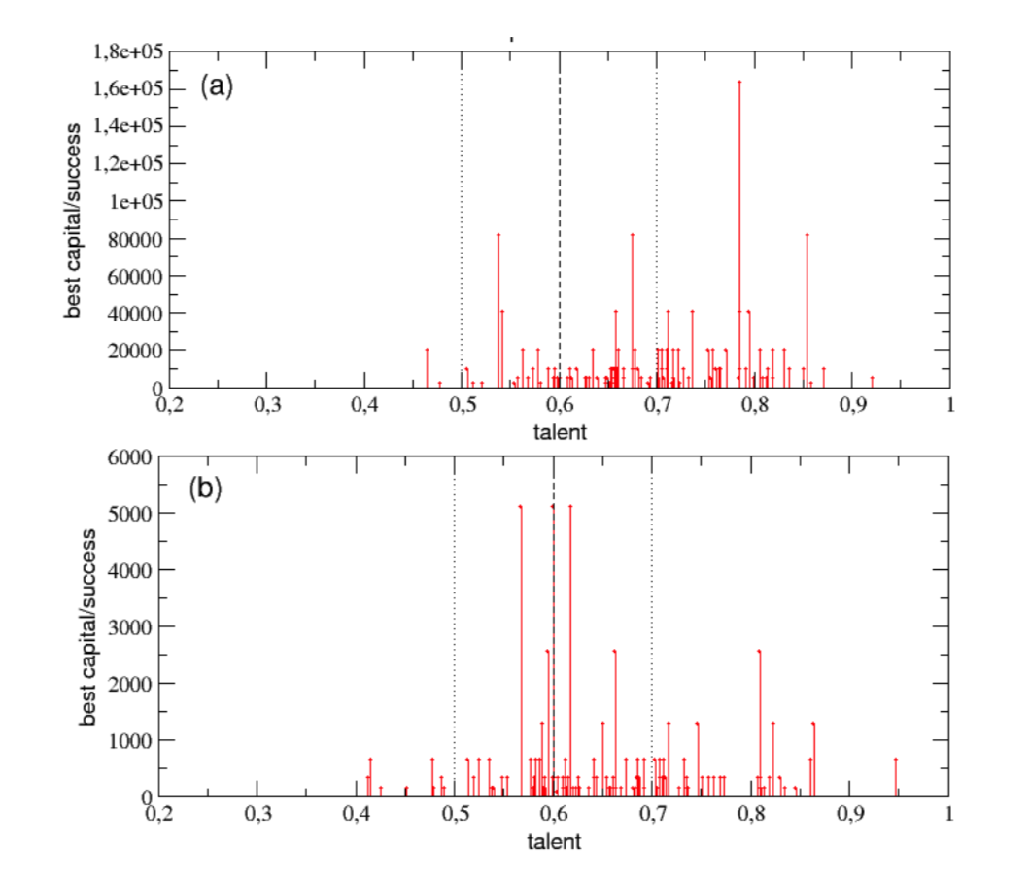 1,8e+05
(a)
1,6e+05
1,4e+05
1,2e+05
1e+05
80000
60000
40000
20000
0
best capital/success
0,2 0,3 0,4 0,5 0,6 0,7 0,8 0,9 1
talent
6000
(b)
5000
4000
3000
2000
1000
0
best capital/success
0,2 0,3 0,4 0,5 0,6 0,7 0,8 0,9 1
talent